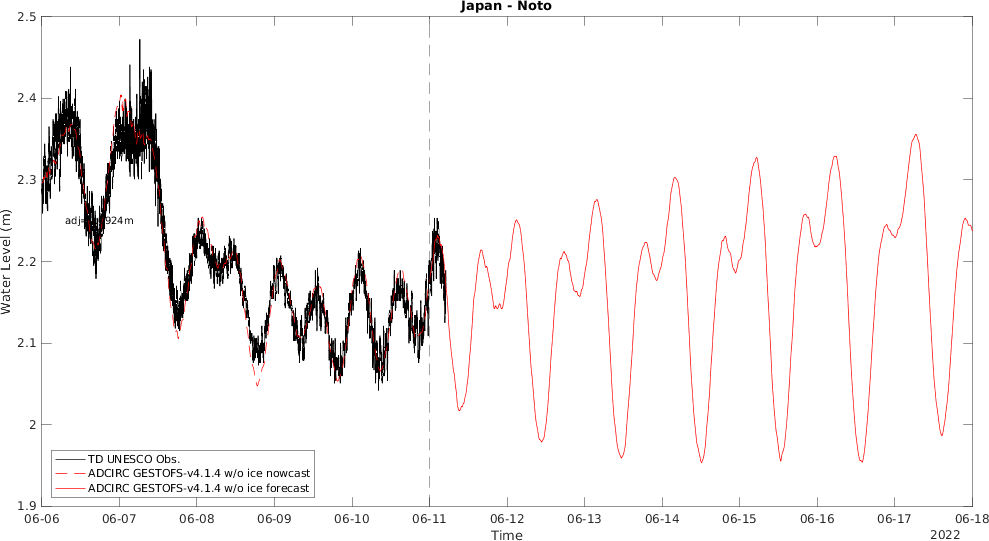 Japan - Noto
Water Level (m)
2.5
2.4
2.3
2.2
2.1
2
1.9
924m
TD UNESCO Obs.
ADCIRC GESTOFS-v4.1.4 w/o ice nowcast
ADCIRC GESTOFS-v4.1.4 w/o ice forecast
06-06 06-07 06-08 06-09 06-10 06-11 06-12 06-13 06-14 06-15 06-16 06-17 06-18
Time
2022